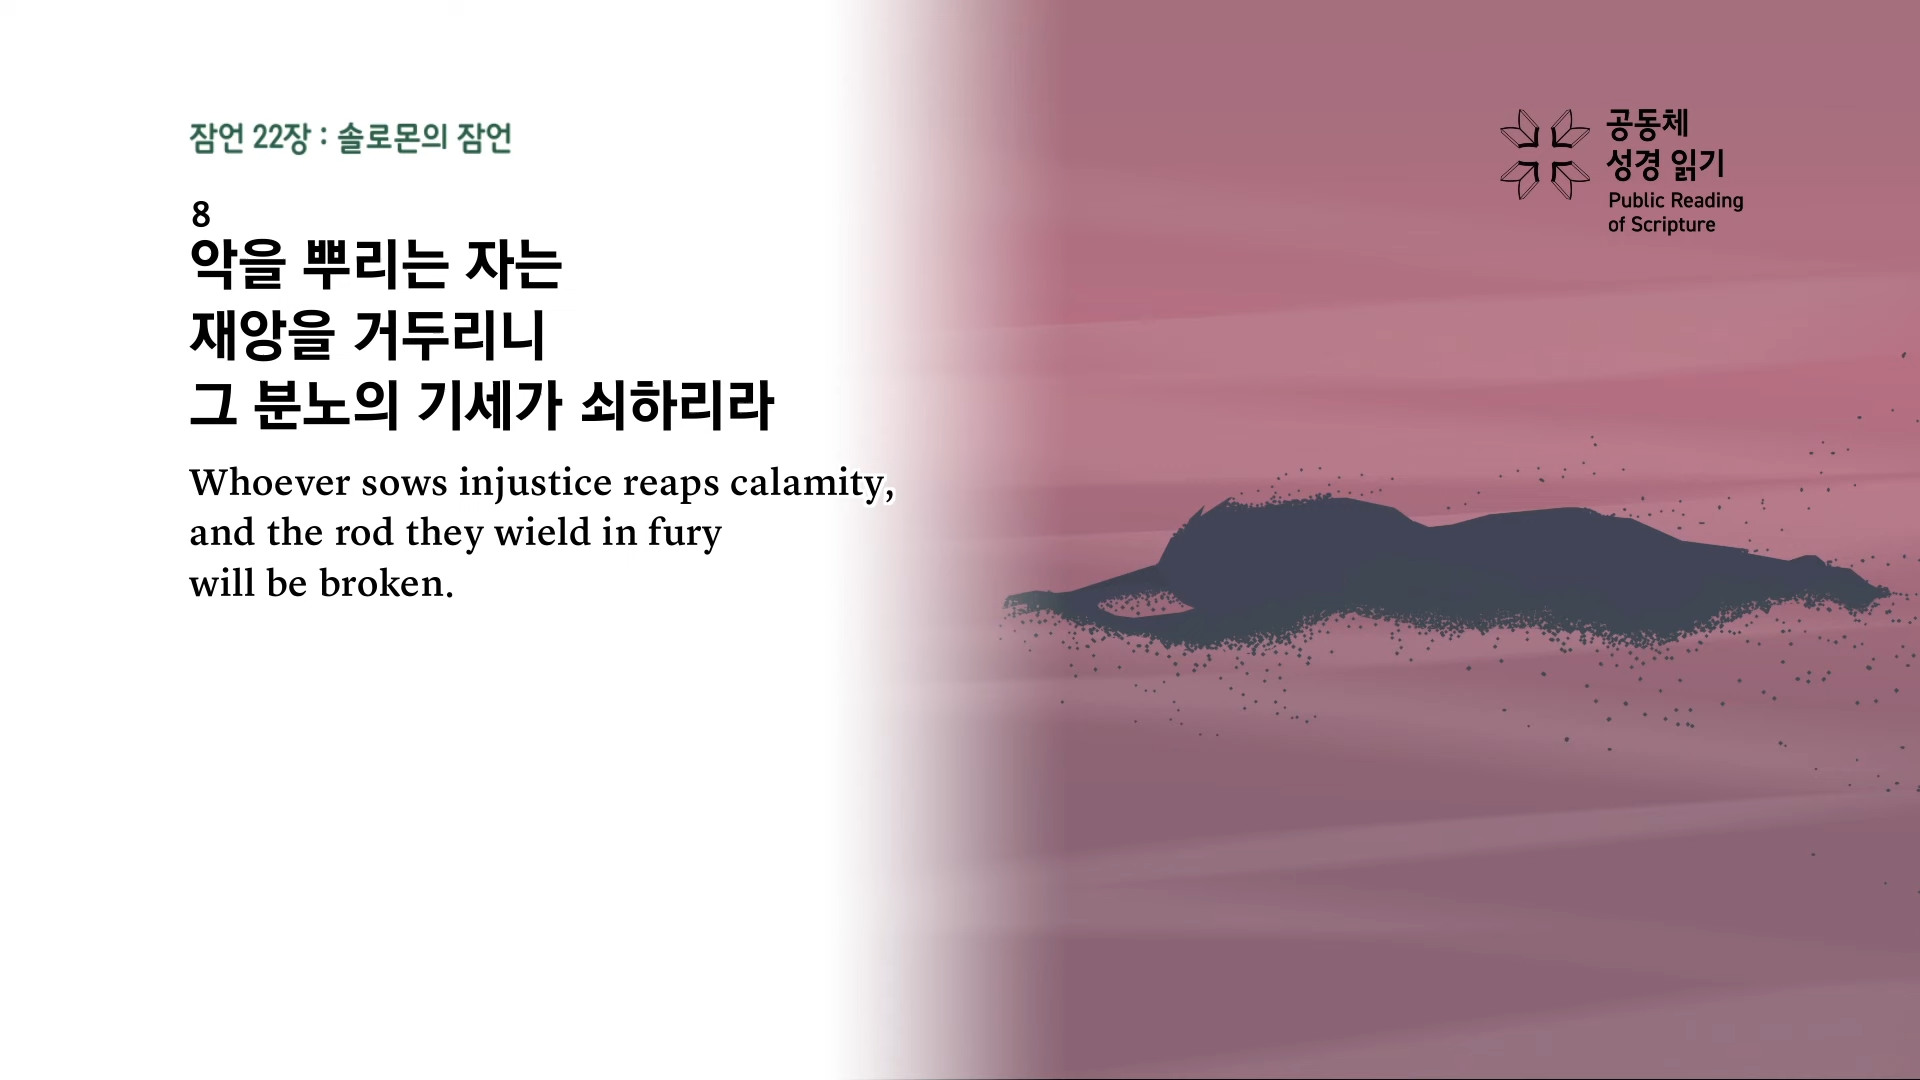 잠언 22장 : 솔로몬의 잠언
8
악을 뿌리는 자는
재앙을 거두리니
그 분노의 기세가 쇠하리라
Whoever sows injustice reaps calamity,
and the rod they wield in fury
will be broken.
공동체
성경 읽기
Public Reading
of Scripture